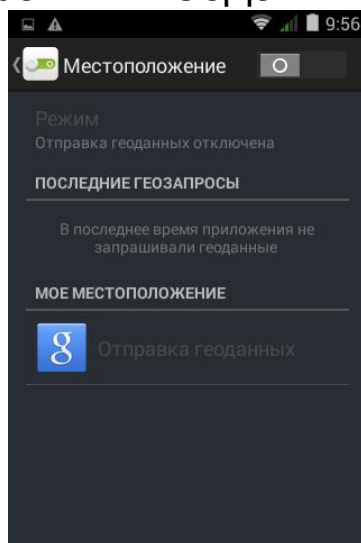 9:56
Местоположение
Режим
Отправка геоданных отключена
ПОСЛЕДНИЕ ГЕОЗАПРОСЫ
В последнее время приложения не
запрашивали геоданные
МОЕ МЕСТОПОЛОЖЕНИЕ
g
Отправка геоданных